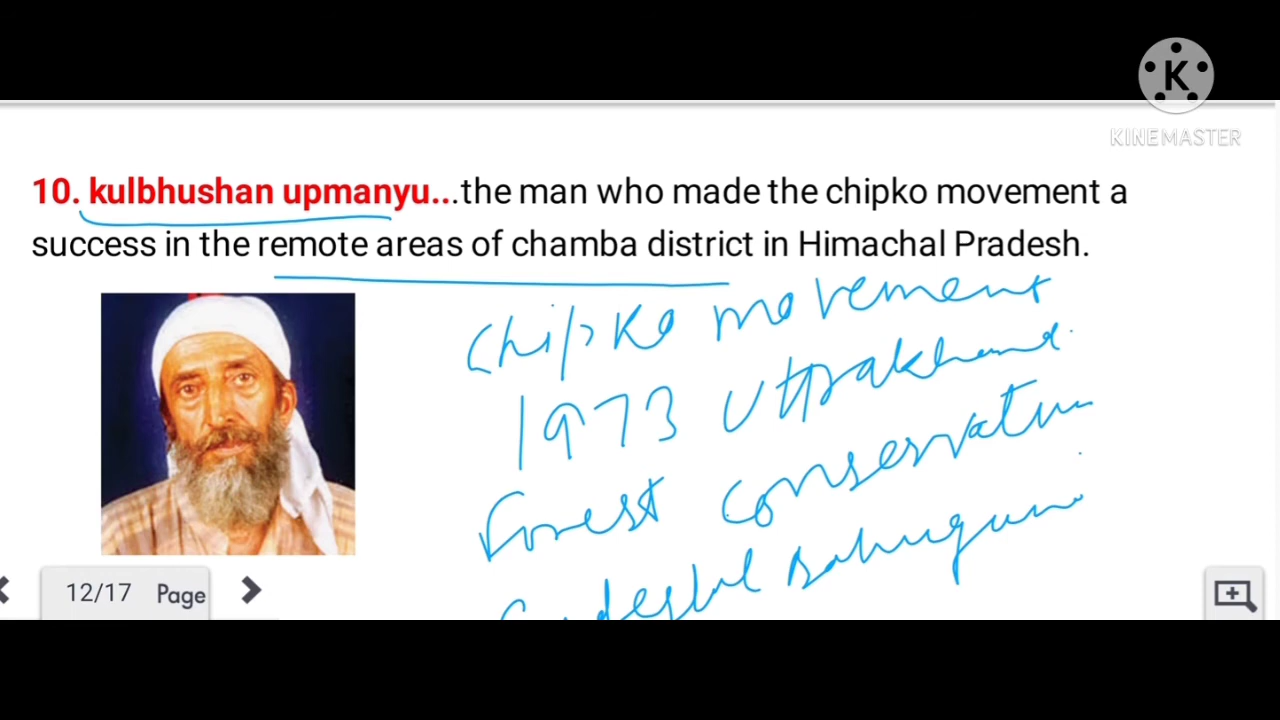 K
KINEMASTER
10. kulbhushan upmanyu...the man who made the chipko movement a
success in the remote areas of chamba district in Himachal Pradesh.
Chipko movement
1973 Uttrakhand
Forest Conservation
Bahuguna
12/17 Page